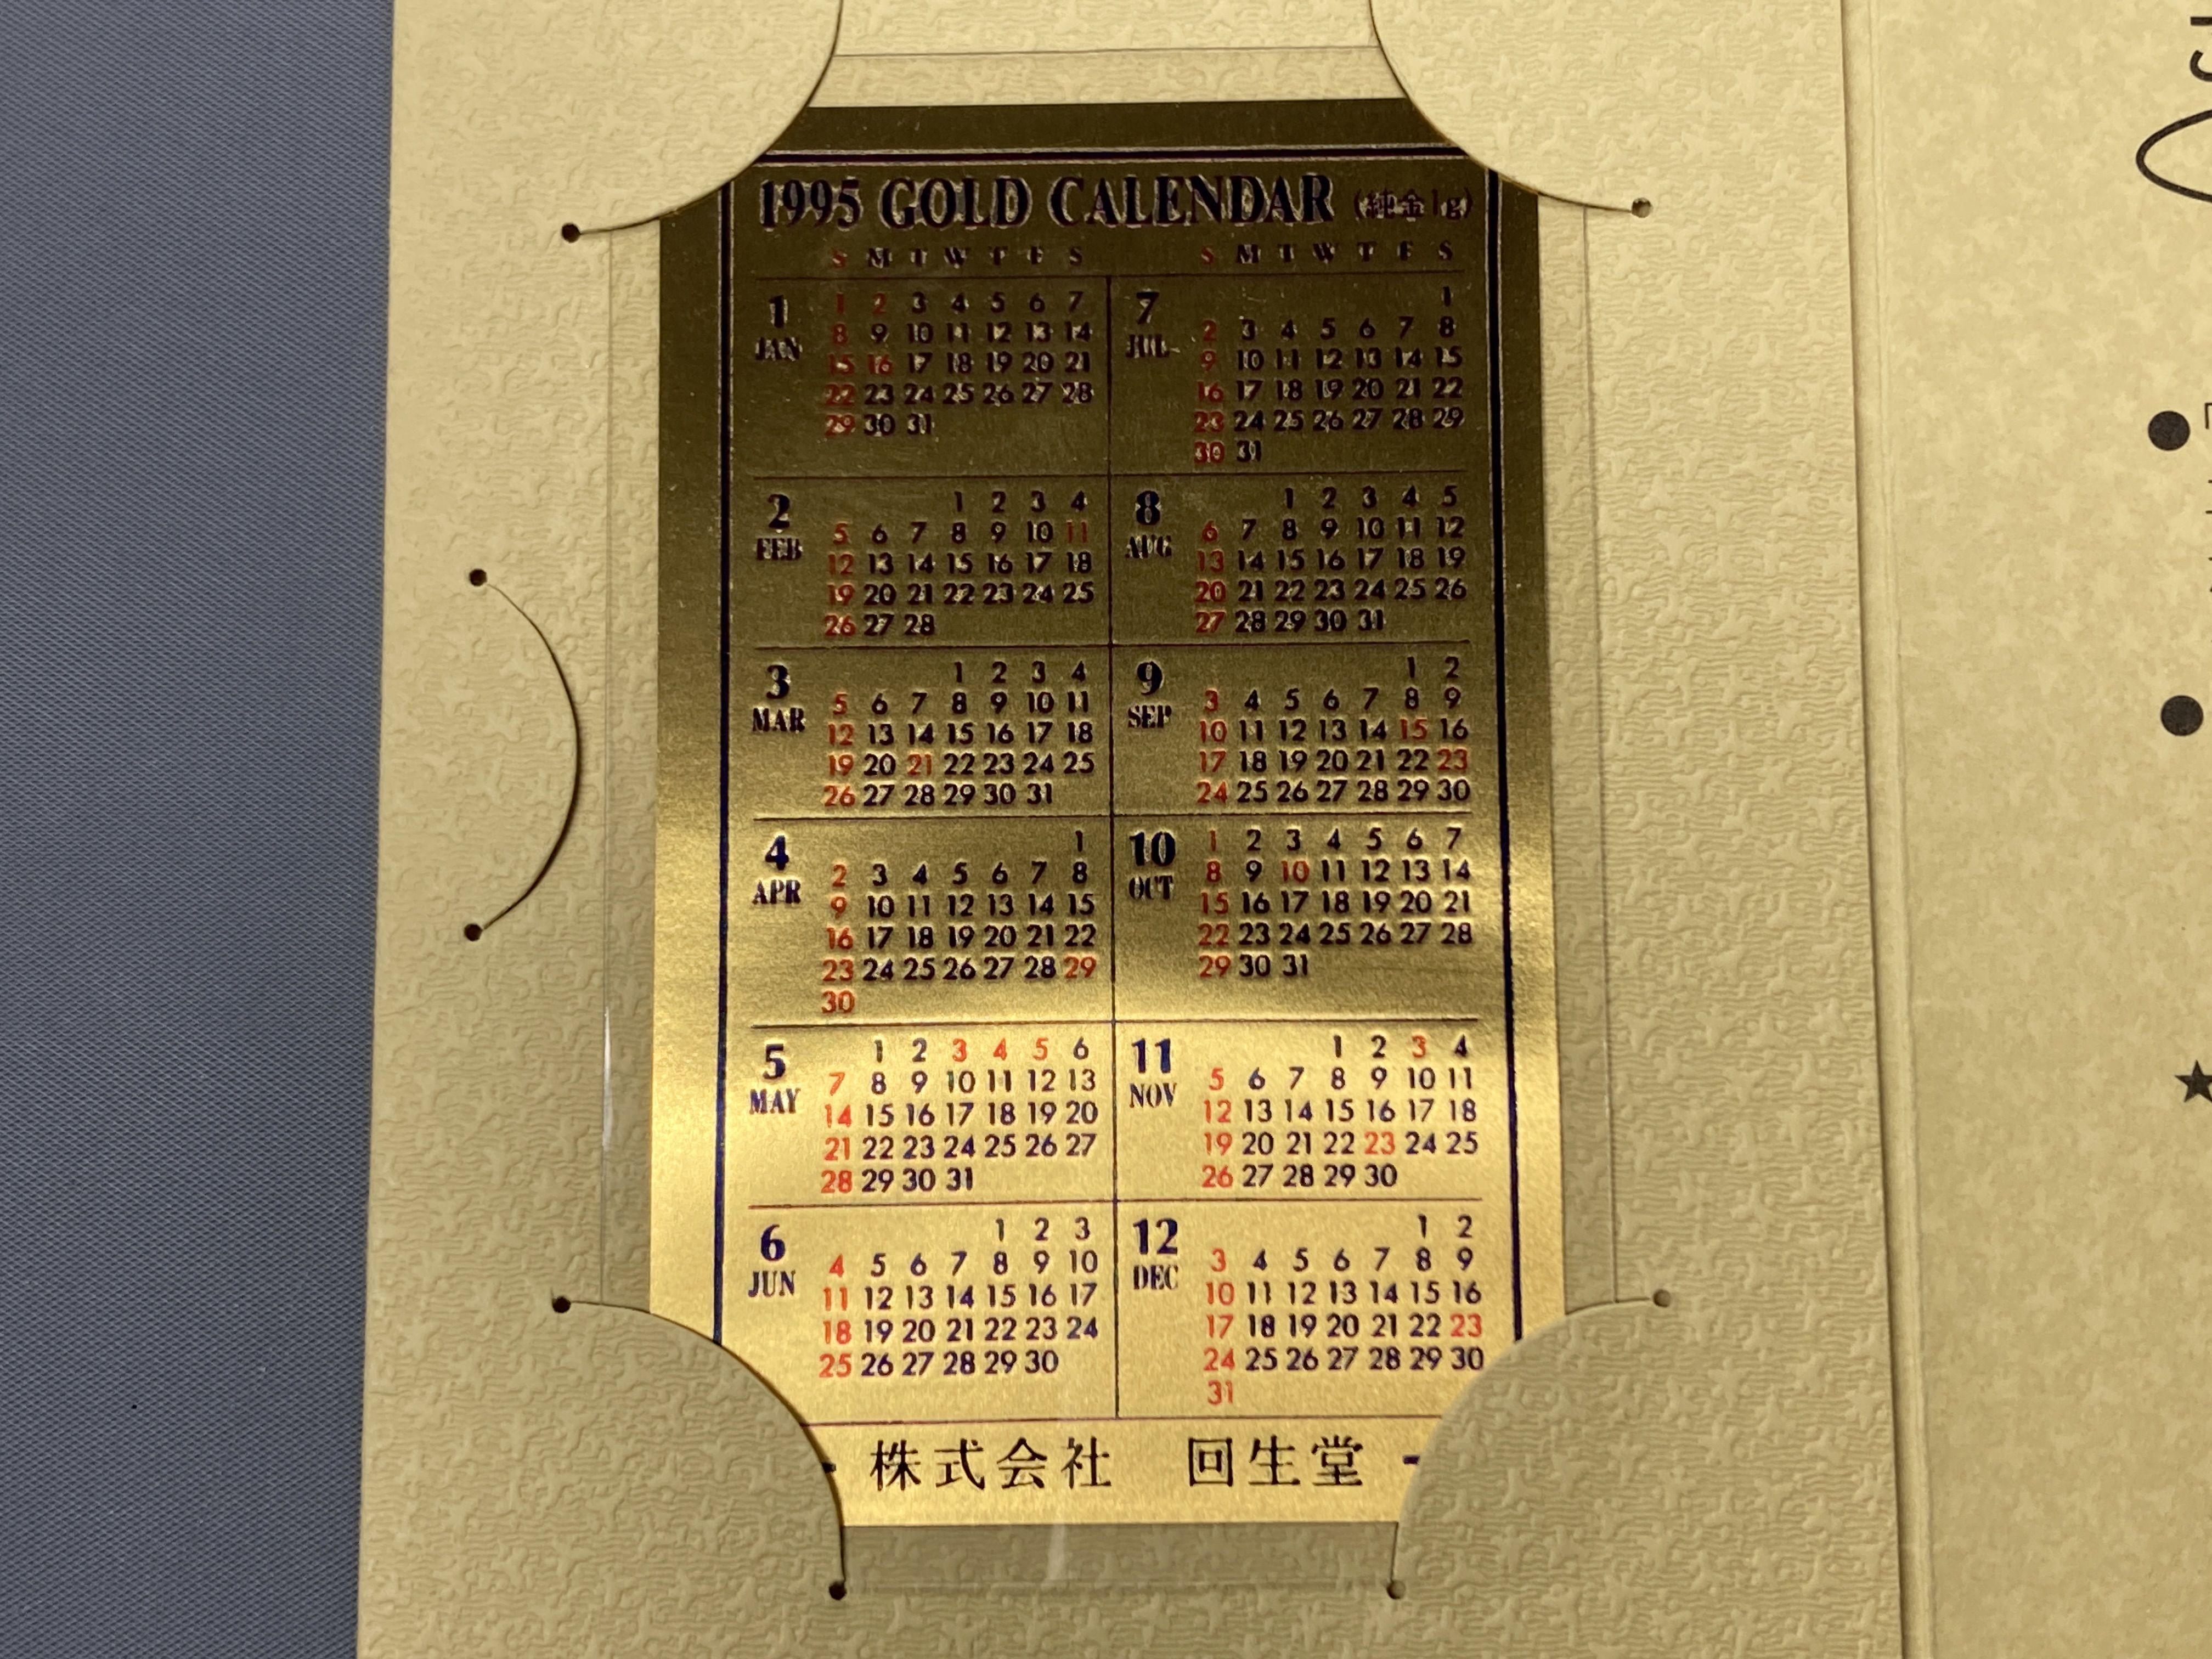 1995 GOLD CALENDAR (純金1g)
S M T W T F S
1 JAN
1 2 3 4 5 6 7
8 9 10 11 12 13 14
15 16 17 18 19 20 21
22 23 24 25 26 27 28
29 30 31
2 FEB
1 2 3 4
5 6 7 8 9 10 11
12 13 14 15 16 17 18
19 20 21 22 23 24 25
26 27 28
3 MAR
1 2 3 4
5 6 7 8 9 10 11
12 13 14 15 16 17 18
19 20 21 22 23 24 25
26 27 28 29 30 31
4 APR
1
2 3 4 5 6 7 8
9 10 11 12 13 14 15
16 17 18 19 20 21 22
23 24 25 26 27 28 29
30
5 MAY
1 2 3 4 5 6
7 8 9 10 11 12 13
14 15 16 17 18 19 20
21 22 23 24 25 26 27
28 29 30 31
6 JUN
1 2 3
4 5 6 7 8 9 10
11 12 13 14 15 16 17
18 19 20 21 22 23 24
25 26 27 28 29 30
S M T W T F S
7 JUL
1
2 3 4 5 6 7 8
9 10 11 12 13 14 15
16 17 18 19 20 21 22
23 24 25 26 27 28 29
30 31
8 AUG
1 2 3 4 5
6 7 8 9 10 11 12
13 14 15 16 17 18 19
20 21 22 23 24 25 26
27 28 29 30 31
9 SEP
1 2
3 4 5 6 7 8 9
10 11 12 13 14 15 16
17 18 19 20 21 22 23
24 25 26 27 28 29 30
10 OCT
1 2 3 4 5 6 7
8 9 10 11 12 13 14
15 16 17 18 19 20 21
22 23 24 25 26 27 28
29 30 31
11 NOV
1 2 3 4
5 6 7 8 9 10 11
12 13 14 15 16 17 18
19 20 21 22 23 24 25
26 27 28 29 30
12 DEC
1 2
3 4 5 6 7 8 9
10 11 12 13 14 15 16
17 18 19 20 21 22 23
24 25 26 27 28 29 30
31
株式会社 回生堂